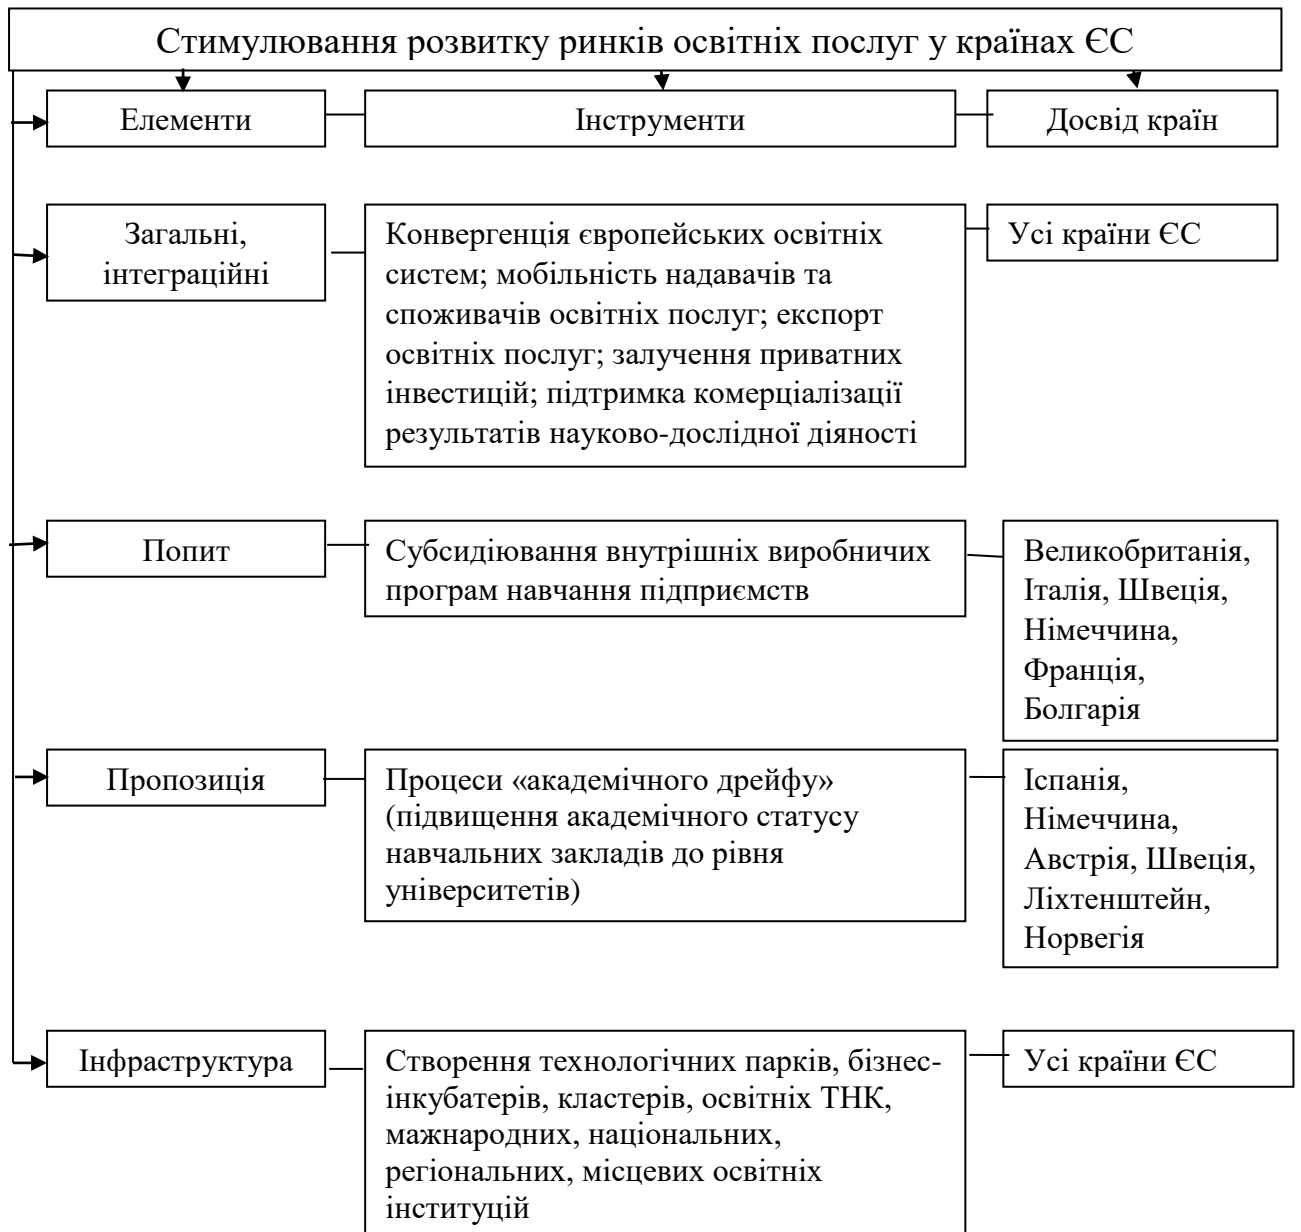 Стимулювання розвитку ринків освітніх послуг у країнах ЄС
Елементи
Інструменти
Досвід країн
Загальні,
інтеграційні
Конвергенція європейських освітніх
систем; мобільність надавачів та
споживачів освітніх послуг; експорт
освітніх послуг; залучення приватних
інвестицій; підтримка комерціалізації
результатів науково-дослідної діяності
Усі країни ЄС
Попит
Субсидіювання внутрішніх виробничих
програм навчання підприємств
Великобританія,
Італія, Швеція,
Німеччина,
Франція,
Болгарія
Пропозиція
Процеси «академічного дрейфу»
(підвищення академічного статусу
навчальних закладів до рівня
університетів)
Іспанія,
Німеччина,
Австрія, Швеція,
Ліхтенштейн,
Норвегія
Інфраструктура
Створення технологічних парків, бізнес-
інкубатерів, кластерів, освітніх ТНК,
мажнародних, національних,
регіональних, місцевих освітніх
інституцій
Усі країни ЄС